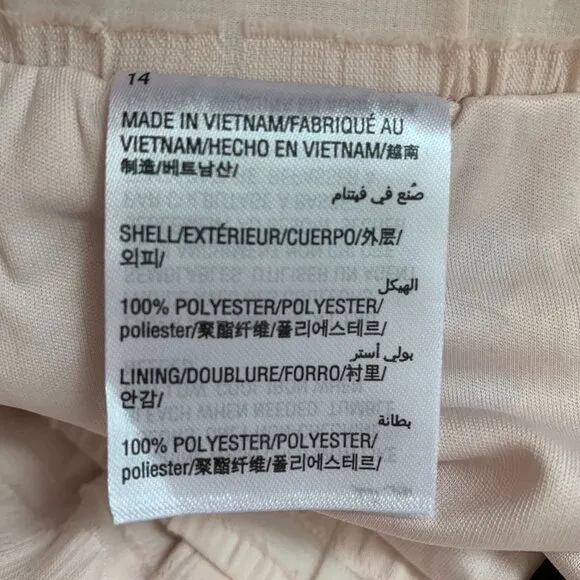 14
MADE IN VIETNAM/FABRIQUÉ AU
VIETNAM/HECHO EN VIETNAM/越南
制造/베트남산/
صُنع في فيتنام
SHELL/EXTÉRIEUR/CUERPO/外层/
외피/
الهيكل
100% POLYESTER/POLYESTER/
poliester/聚酯纤维/폴리에스테르/
بولي أستر
LINING/DOUBLURE/FORRO/衬里/
안감/
بطانة
100% POLYESTER/POLYESTER/
poliester/聚酯纤维/폴리에스테르/